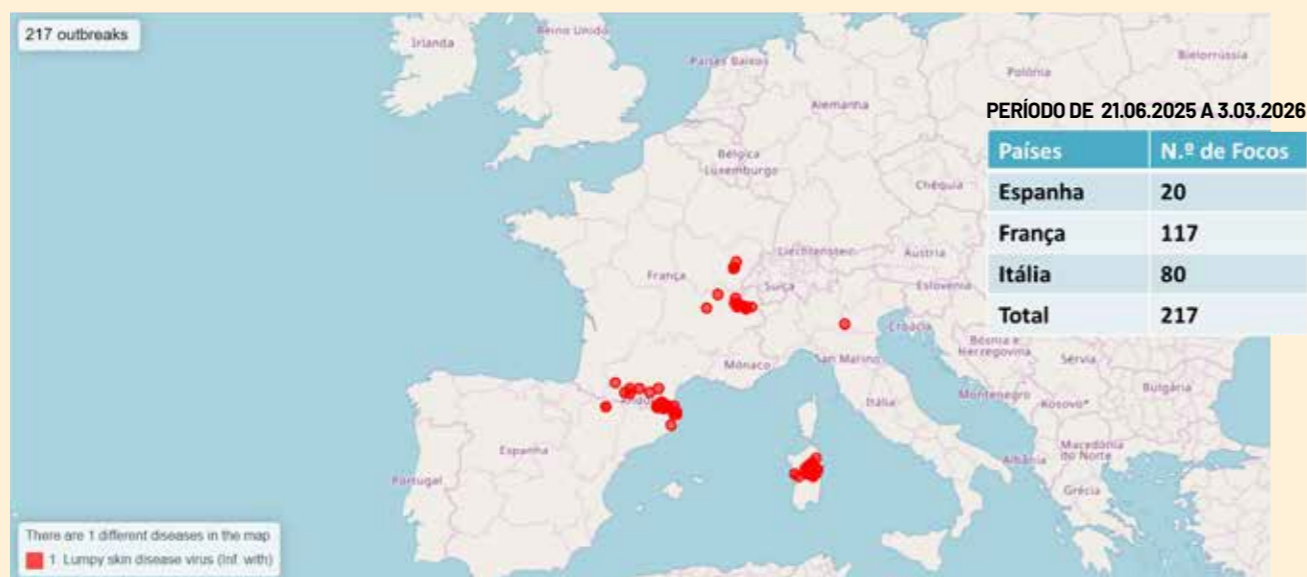 217 outbreaks
Irlanda
Reino Unido
Países Baixos
Polónia
Bielorrússia
Alemanha
PERÍODO DE 21.06.2025 A 3.03.2026
Países N.º de Focos
Espanha 20
França 117
Itália 80
Total 217
Bélgica
Luxemburgo
Chéquia
Liechtenstein
Áustria
França
Suíça
Eslovénia
Croácia
Bósnia e
Herzegovina
Sérvia
Mónaco
San Marino
Bulgária
Itália
Montenegro
Kosovo*
Macedónia
do Norte
Albânia
Espanha
Portugal
Grécia
There are 1 different diseases in the map
1. Lumpy skin disease virus (Inf. with)